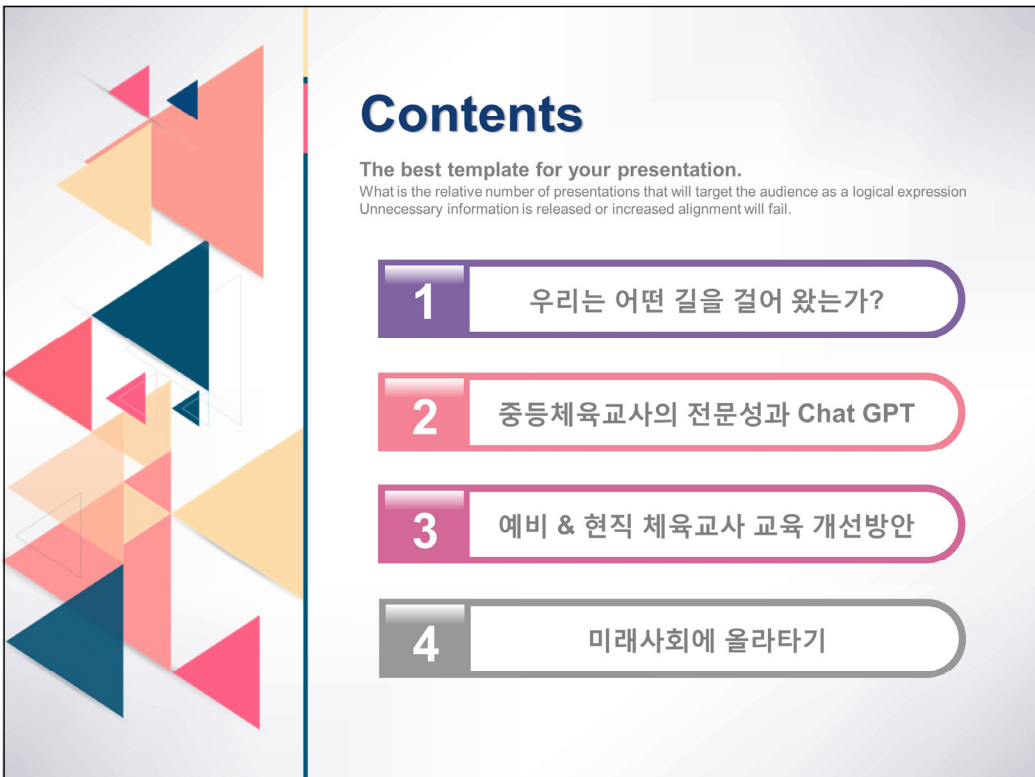 Contents
The best template for your presentation.
What is the relative number of presentations that will target the audience as a logical expression
Unnecessary information is released or increased alignment will fail.
1 우리는 어떤 길을 걸어 왔는가?
2 중등체육교사의 전문성과 Chat GPT
3 예비 & 현직 체육교사 교육 개선방안
4 미래사회에 올라타기